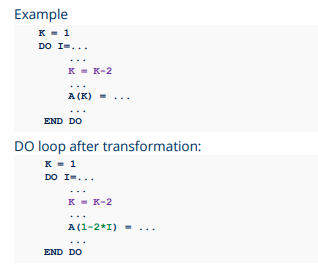 Example
K = 1
DO I=...
...
K = K-2
...
A(K) = ...
...
END DO
DO loop after transformation:
K = 1
DO I=...
...
K = K-2
...
A(1-2*I) = ...
...
END DO